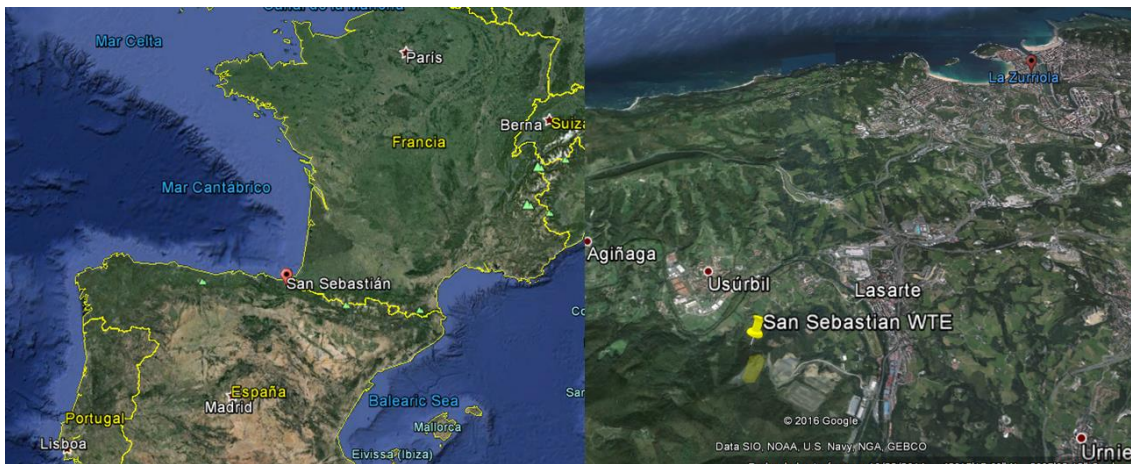 Mar Celta
Paris
Berna
Suiza
Francia
Mar Cantábrico
San Sebastián
España
Madrid
Portugal
Lisboa
Balearic Sea
Mallorca
Eivissa (Ibiza)
La Zurriola
Agiñaga
Usúrbil
Lasarte
San Sebastian WTE
© 2016 Google
Data SIO, NOAA, U.S. Navy, NGA, GEBCO
Urnie